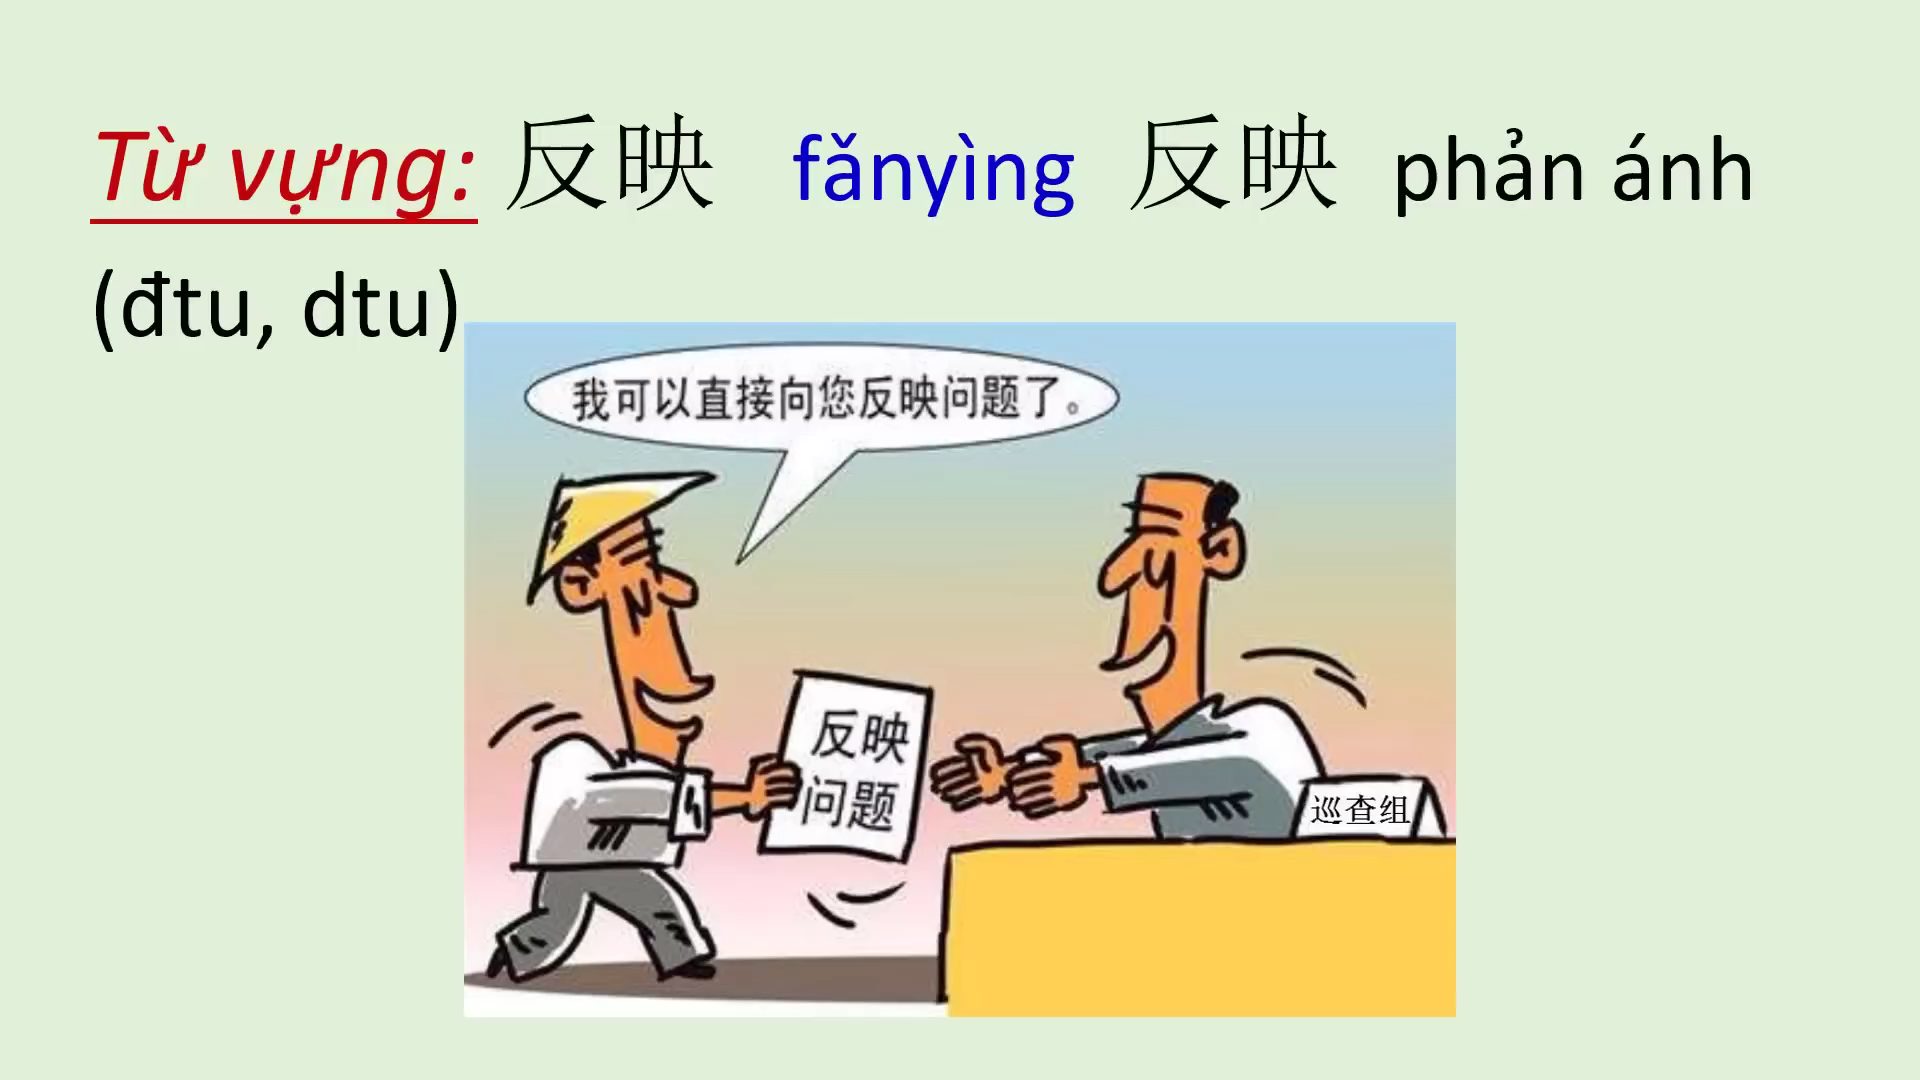 Từ vựng: 反映 fǎnyìng 反映 phản ánh
(đtu, dtu)
我可以直接向您反映问题了。
反映
问题
巡查组